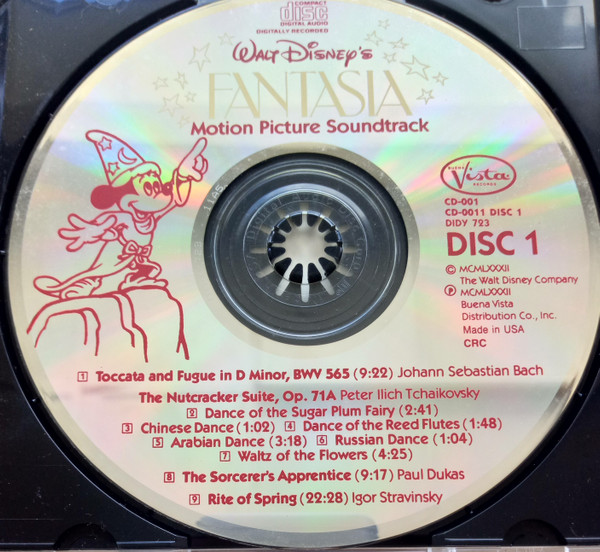 COMPACT
disc
DIGITAL AUDIO
DIGITALLY RECORDED
WALT DISNEY'S
FANTASIA
Motion Picture Soundtrack
BUENA
Vista
RECORDS
CD-001
CD-0011 DISC 1
DIDY 723
DISC 1
© MCMLXXXII
The Walt Disney Company
℗ MCMLXXXII
Buena Vista
Distribution Co., Inc.
Made in USA
CRC
1 Toccata and Fugue in D Minor, BWV 565 (9:22) Johann Sebastian Bach
The Nutcracker Suite, Op. 71A Peter Ilich Tchaikovsky
2 Dance of the Sugar Plum Fairy (2:41)
3 Chinese Dance (1:02) 4 Dance of the Reed Flutes (1:48)
5 Arabian Dance (3:18) 6 Russian Dance (1:04)
7 Waltz of the Flowers (4:25)
8 The Sorcerer's Apprentice (9:17) Paul Dukas
9 Rite of Spring (22:28) Igor Stravinsky